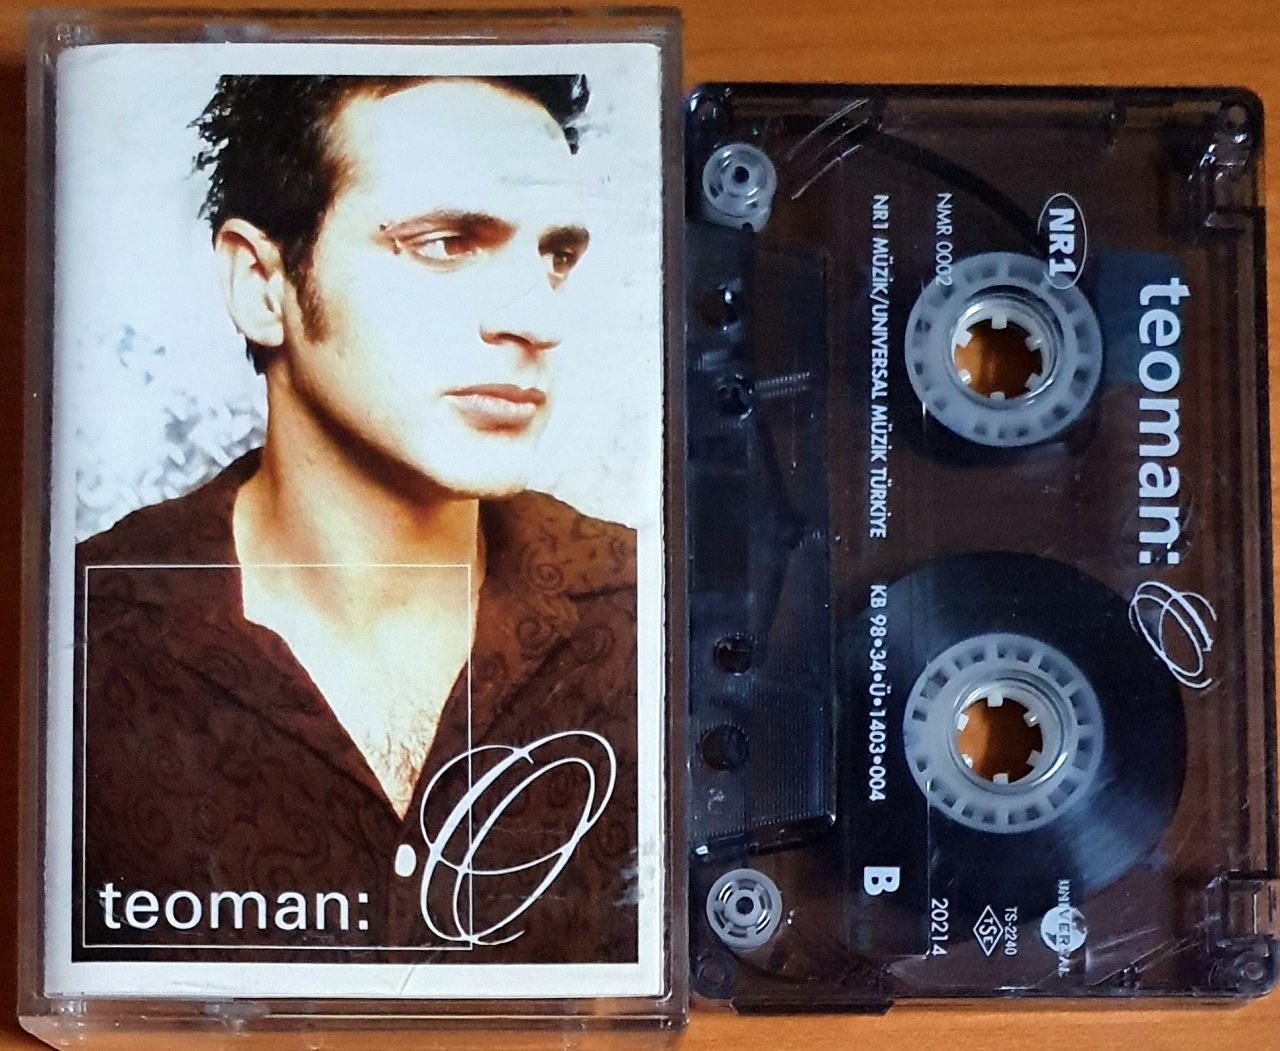 teoman:
O
teoman: O
NR1
NMR 0002
NR1 MÜZİK/UNIVERSAL MÜZİK TÜRKİYE
KB 98•34•Ü•1403•004
B
20214
TS-2240
TSE
UNIVERSAL